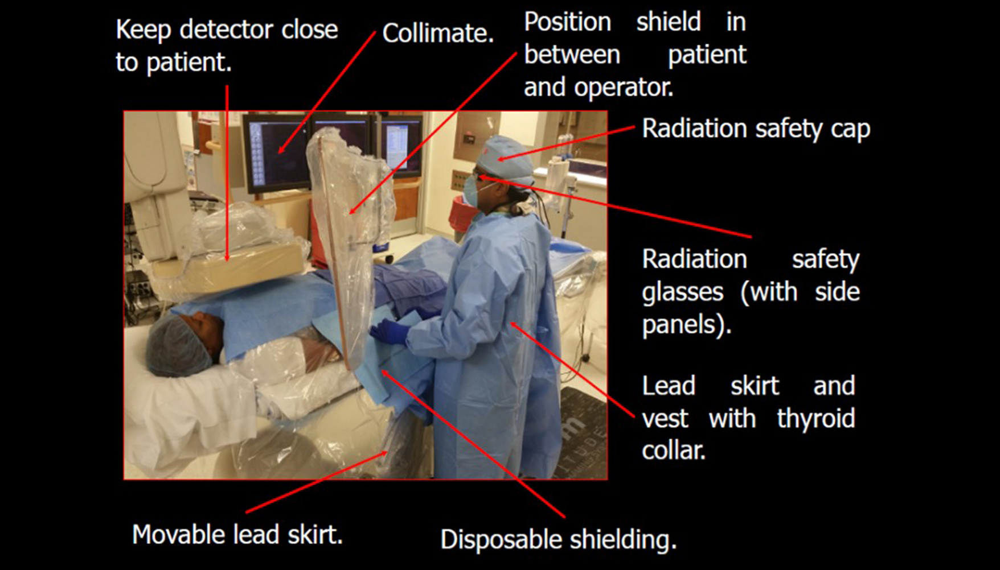 Keep detector close
to patient.
Collimate.
Position shield in
between patient
and operator.
Radiation safety cap
Radiation safety
glasses (with side
panels).
Lead skirt and
vest with thyroid
collar.
Movable lead skirt.
Disposable shielding.